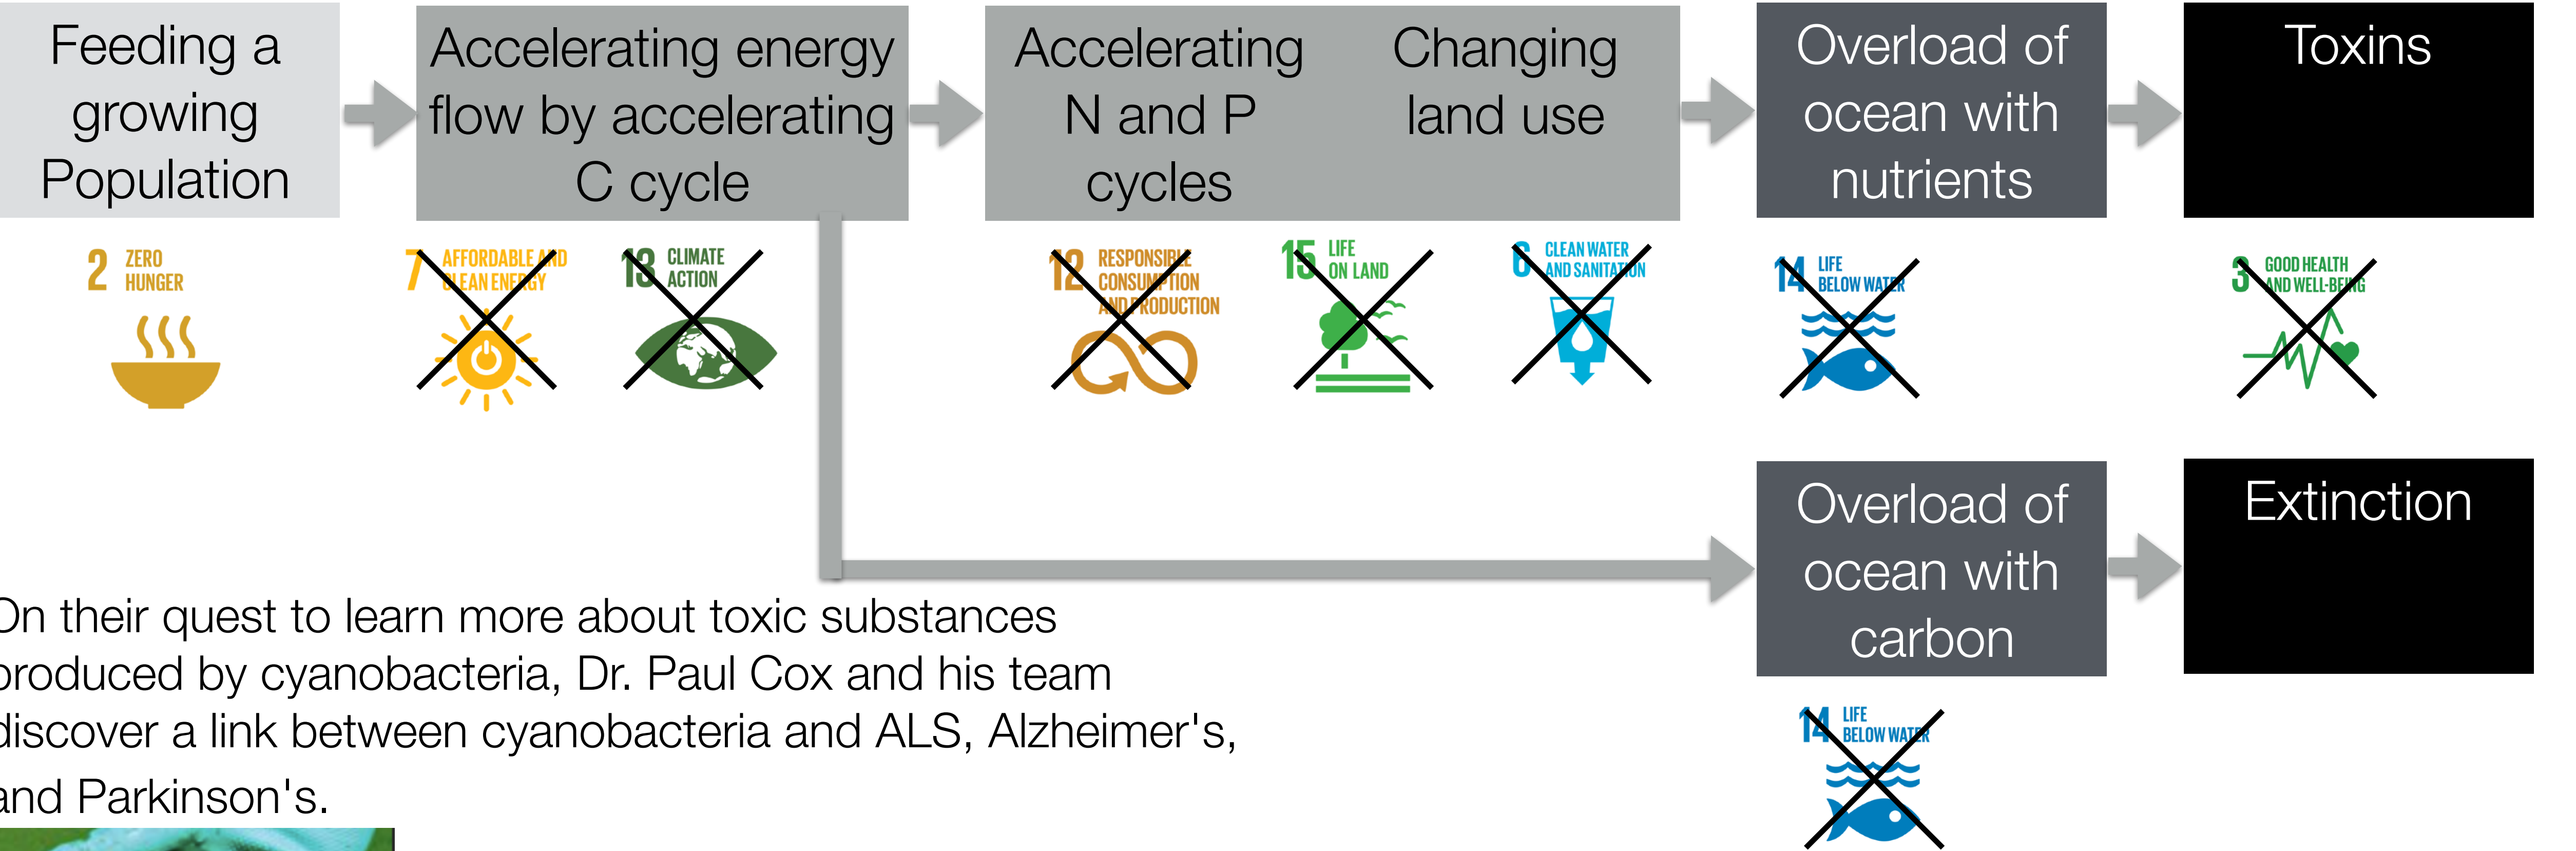 Feeding a
growing
Population
Accelerating energy
flow by accelerating
C cycle
Accelerating
N and P
cycles
Changing
land use
Overload of
ocean with
nutrients
Toxins
2 ZERO
HUNGER
7 AFFORDABLE AND
CLEAN ENERGY
13 CLIMATE
ACTION
12 RESPONSIBLE
CONSUMPTION
AND PRODUCTION
15 LIFE
ON LAND
6 CLEAN WATER
AND SANITATION
14 LIFE
BELOW WATER
3 GOOD HEALTH
AND WELL-BEING
Overload of
ocean with
carbon
Extinction
14 LIFE
BELOW WATER
On their quest to learn more about toxic substances
produced by cyanobacteria, Dr. Paul Cox and his team
discover a link between cyanobacteria and ALS, Alzheimer's,
and Parkinson's.